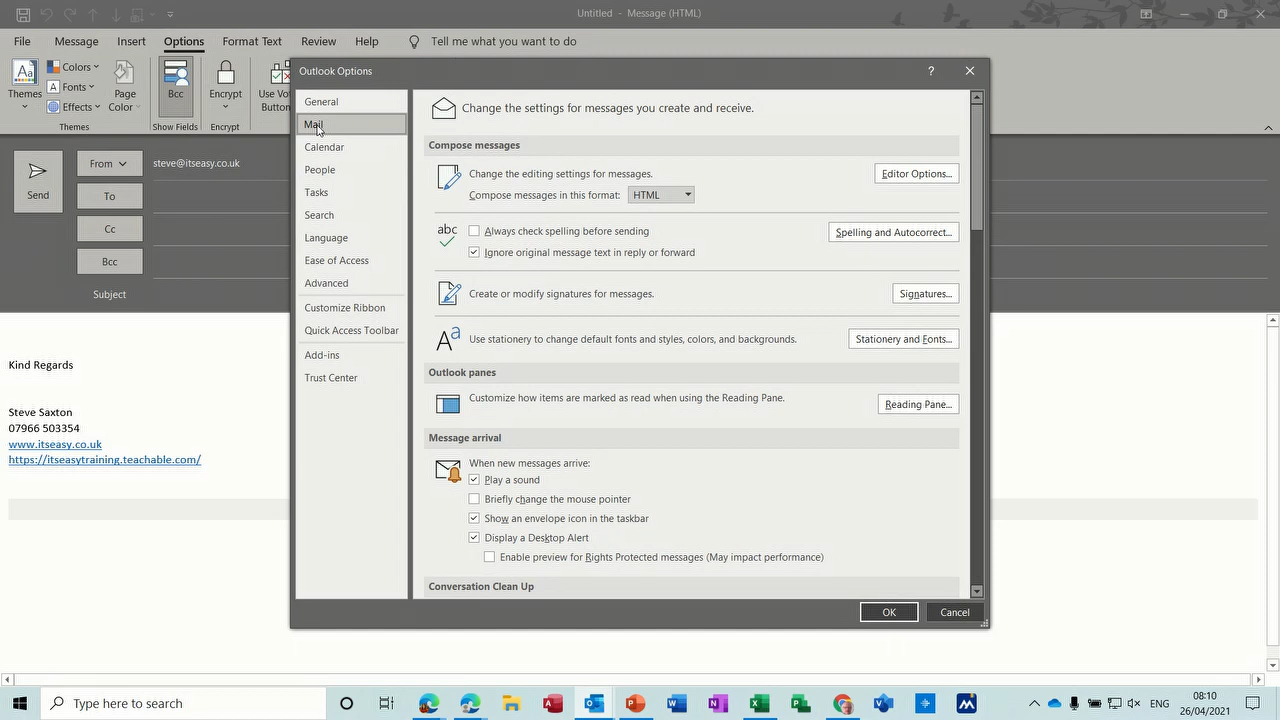 Untitled - Message (HTML)
File
Message
Insert
Options
Format Text
Review
Help
Tell me what you want to do
Aa
Themes
Colors
A Fonts
Effects
Page
Color
Bcc
Encrypt
Use Vo
Button
Themes
Show Fields
Encrypt
Send
From
steve@itseasy.co.uk
To
Cc
Bcc
Subject
Kind Regards
Steve Saxton
07966 503354
www.itseasy.co.uk
https://itseasytraining.teachable.com/
Outlook Options
?
General
Mail
Calendar
People
Tasks
Search
Language
Ease of Access
Advanced
Customize Ribbon
Quick Access Toolbar
Add-ins
Trust Center
Change the settings for messages you create and receive.
Compose messages
Change the editing settings for messages.
Editor Options...
Compose messages in this format: HTML
abc
Always check spelling before sending
Spelling and Autocorrect...
Ignore original message text in reply or forward
Create or modify signatures for messages.
Signatures...
Aa
Use stationery to change default fonts and styles, colors, and backgrounds.
Stationery and Fonts...
Outlook panes
Customize how items are marked as read when using the Reading Pane.
Reading Pane...
Message arrival
When new messages arrive:
Play a sound
Briefly change the mouse pointer
Show an envelope icon in the taskbar
Display a Desktop Alert
Enable preview for Rights Protected messages (May impact performance)
Conversation Clean Up
OK
Cancel
Type here to search
ENG
08:10
26/04/2021